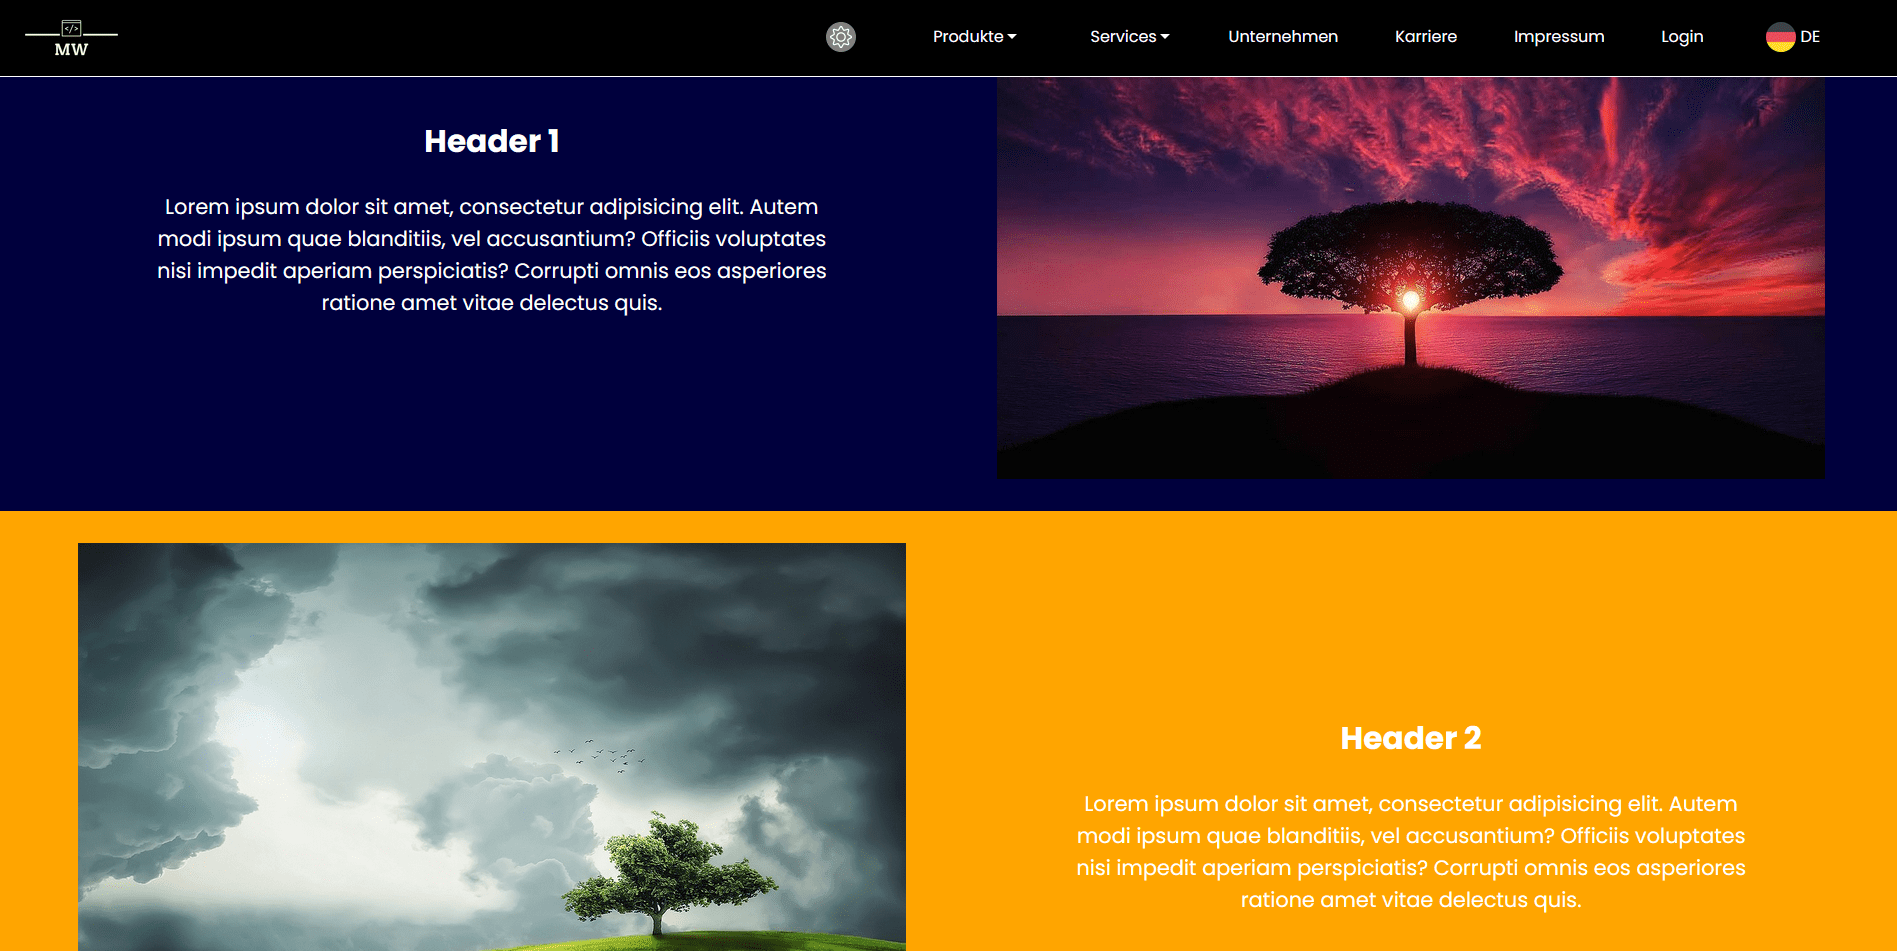 </>
MW
Produkte
Services
Unternehmen
Karriere
Impressum
Login
DE
Header 1
Lorem ipsum dolor sit amet, consectetur adipisicing elit. Autem
modi ipsum quae blanditiis, vel accusantium? Officiis voluptates
nisi impedit aperiam perspiciatis? Corrupti omnis eos asperiores
ratione amet vitae delectus quis.
Header 2
Lorem ipsum dolor sit amet, consectetur adipisicing elit. Autem
modi ipsum quae blanditiis, vel accusantium? Officiis voluptates
nisi impedit aperiam perspiciatis? Corrupti omnis eos asperiores
ratione amet vitae delectus quis.